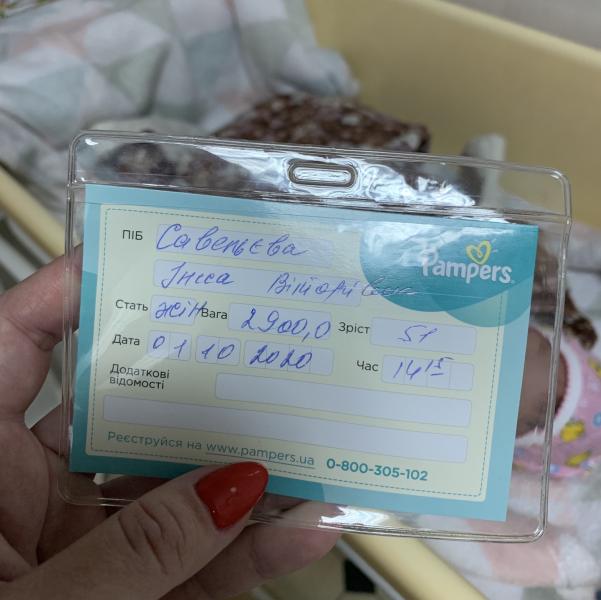 Pampers
ПІБ Савельєва
Інна Вікторівна
Стать жін Вага 2900,0 Зріст 51
Дата 01 10 2020 Час 14 15
Додаткові
відомості
Реєструйся на www.pampers.ua 0-800-305-102